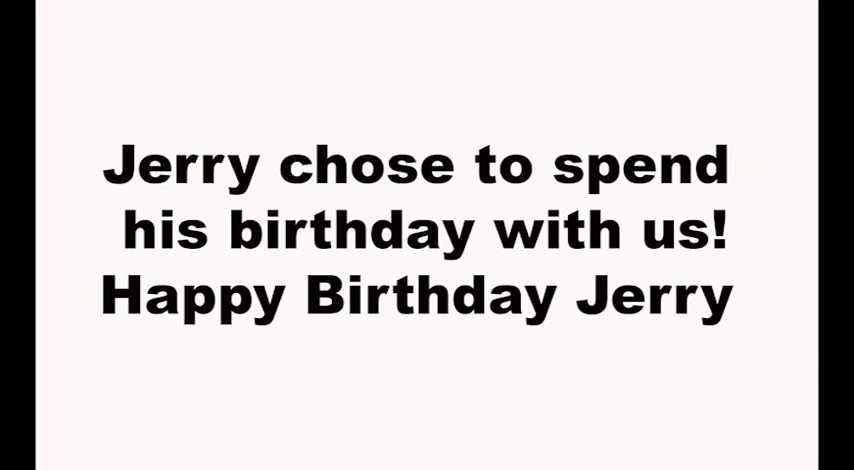 Jerry chose to spend
his birthday with us!
Happy Birthday Jerry